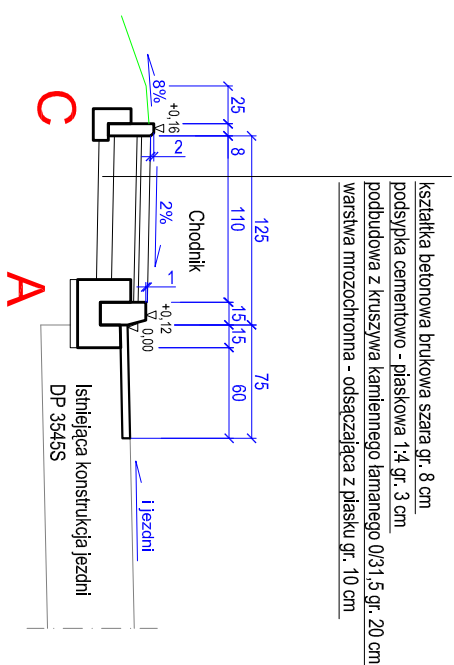 kształtka betonowa brukowa szara gr. 8 cm
podsypka cementowo - piaskowa 1:4 gr. 3 cm
podbudowa z kruszywa kamiennego łamanego 0/31,5 gr. 20 cm
warstwa mrozochronna - odsączająca z piasku gr. 10 cm
125
75
25
8
110
15
15
60
8%
+0,16
2
Chodnik
2%
1
+0,12
0,00
i jezdni
C
A
Istniejąca konstrukcja jezdni
DP 3545S